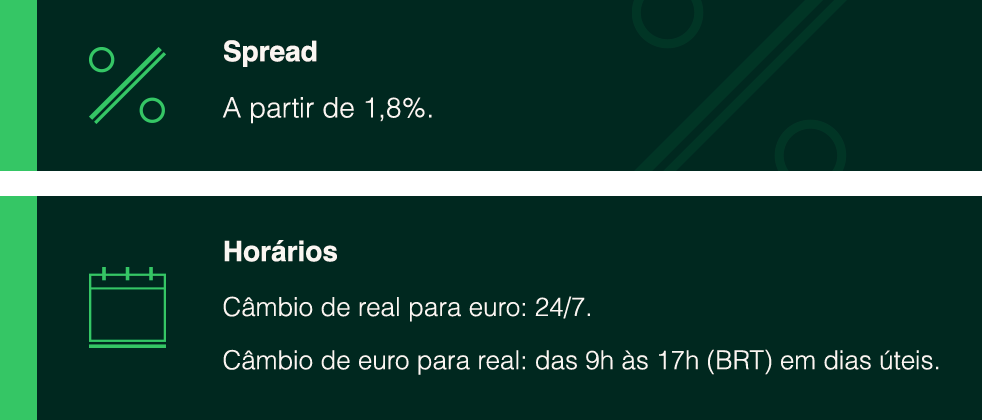 Spread
A partir de 1,8%.
Horários
Câmbio de real para euro: 24/7.
Câmbio de euro para real: das 9h às 17h (BRT) em dias úteis.